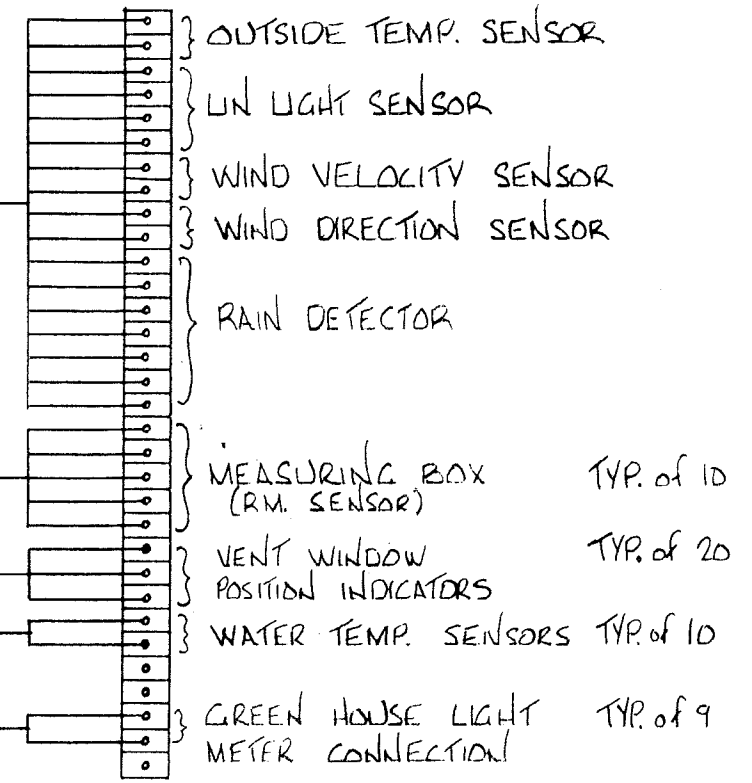 OUTSIDE TEMP. SENSOR
UN LIGHT SENSOR
WIND VELOCITY SENSOR
WIND DIRECTION SENSOR
RAIN DETECTOR
MEASURING BOX TYP. of 10
(RM. SENSOR)
VENT WINDOW TYP. of 20
POSITION INDICATORS
WATER TEMP. SENSORS TYP. of 10
GREEN HOUSE LIGHT TYP. of 9
METER CONNECTION